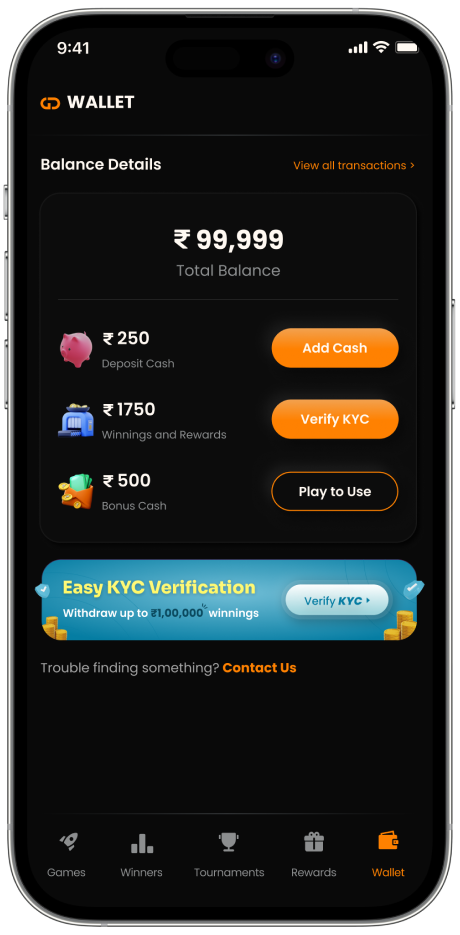 9:41
WALLET
Balance Details
View all transactions >
₹ 99,999
Total Balance
₹ 250
Deposit Cash
Add Cash
₹ 1750
Winnings and Rewards
Verify KYC
₹ 500
Bonus Cash
Play to Use
Easy KYC Verification
Withdraw up to ₹1,00,000 winnings
Verify KYC
Trouble finding something? Contact Us
Games
Winners
Tournaments
Rewards
Wallet